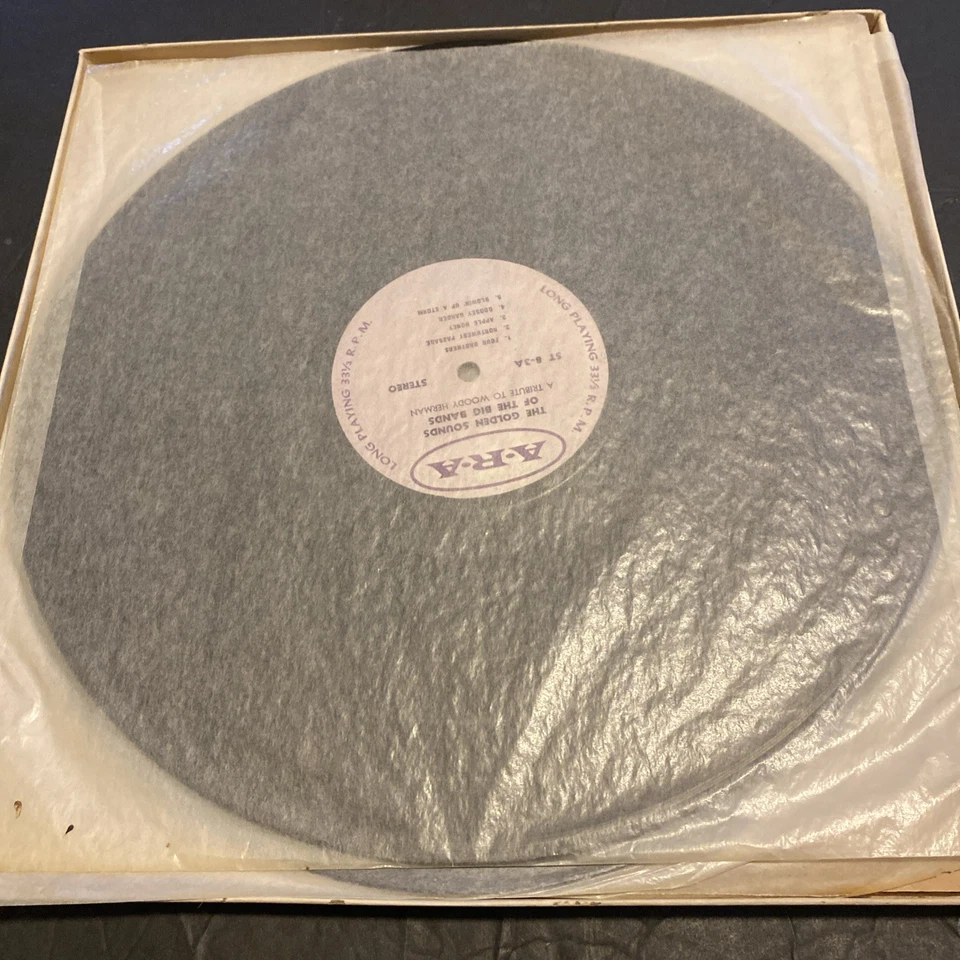 A·R·A
THE GOLDEN SOUNDS
OF THE BIG BANDS
A TRIBUTE TO WOODY HERMAN
ST 8-3A
STEREO
1. FOUR BROTHERS
2. NORTHWEST PASSAGE
3. APPLE HONEY
4. GOOSEY GANDER
5. BLOWIN' UP A STORM
LONG PLAYING 33⅓ R.P.M.
LONG PLAYING 33⅓ R.P.M